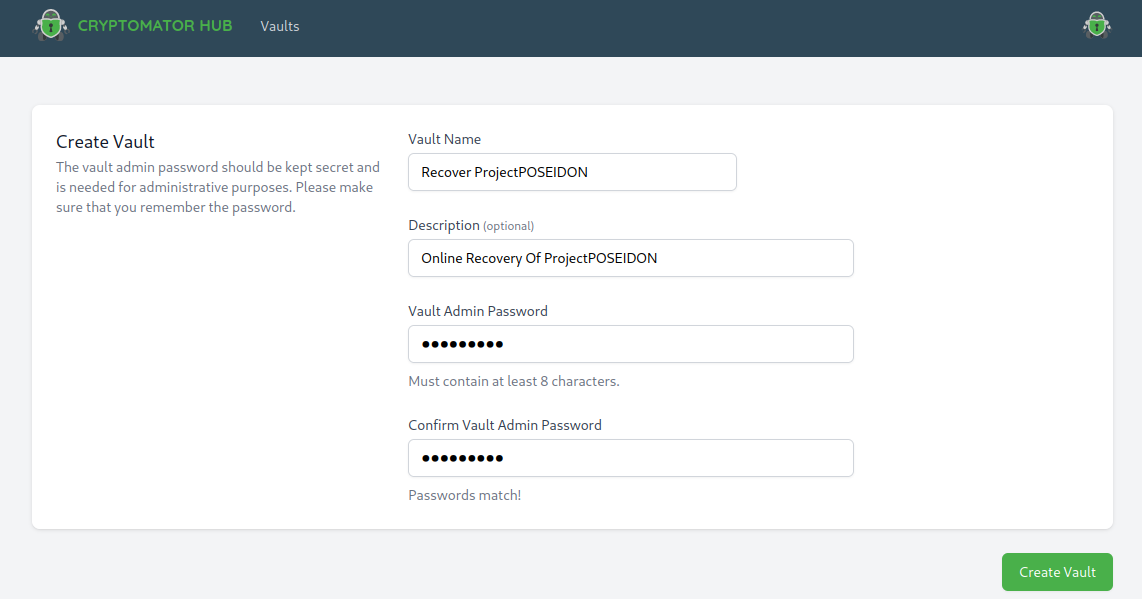 CRYPTOMATOR HUB Vaults
Create Vault
The vault admin password should be kept secret and
is needed for administrative purposes. Please make
sure that you remember the password.
Vault Name
Recover ProjectPOSEIDON
Description (optional)
Online Recovery Of ProjectPOSEIDON
Vault Admin Password
●●●●●●●●●
Must contain at least 8 characters.
Confirm Vault Admin Password
●●●●●●●●●
Passwords match!
Create Vault